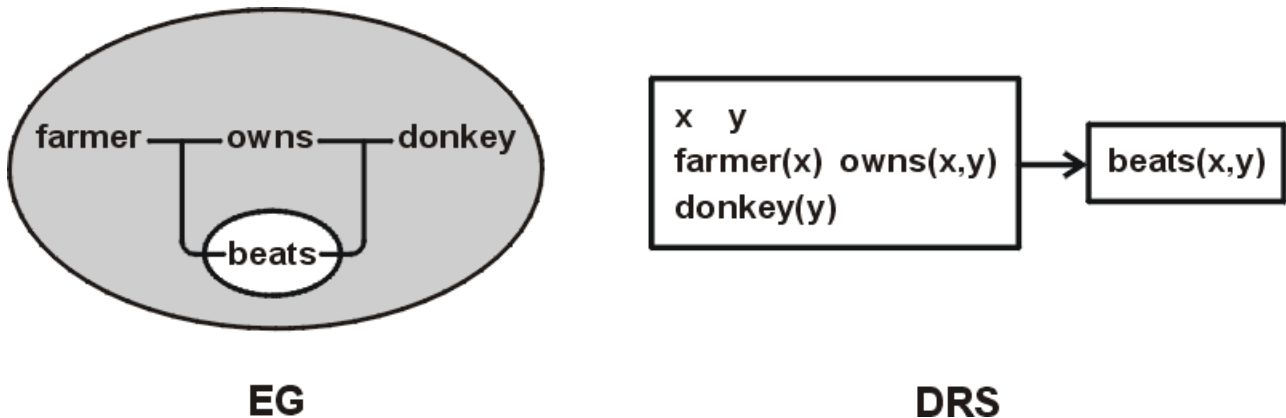 farmer owns donkey
beats
EG
x y
farmer(x) owns(x,y)
donkey(y)
beats(x,y)
DRS